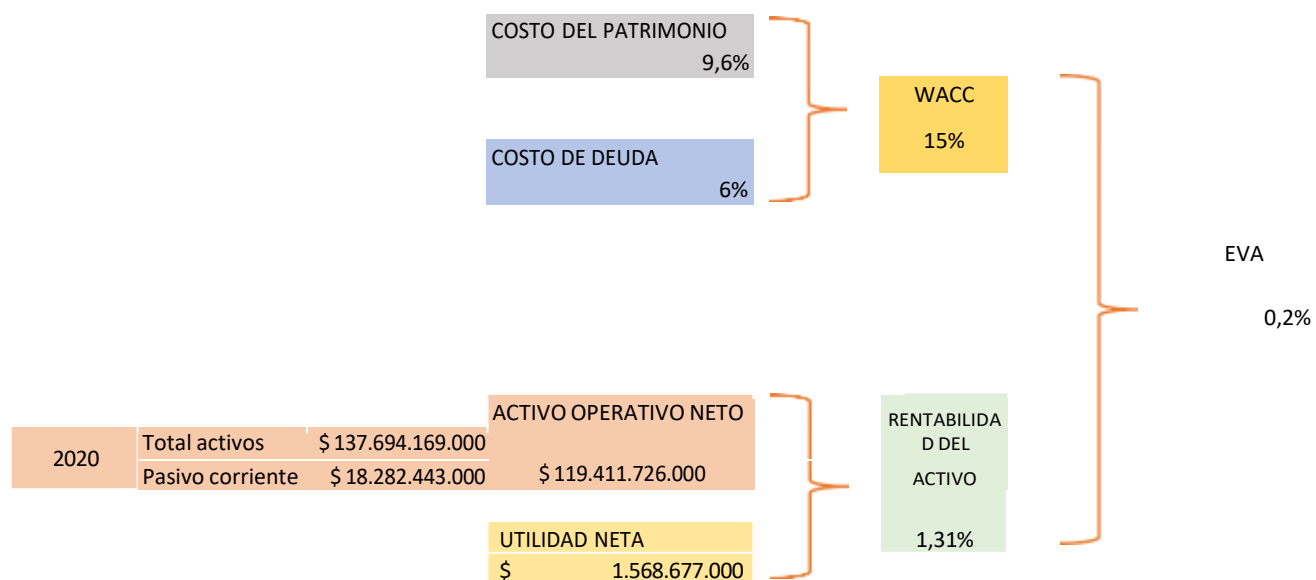 COSTO DEL PATRIMONIO
9,6%
WACC
15%
COSTO DE DEUDA
6%
EVA
0,2%
ACTIVO OPERATIVO NETO
RENTABILIDA
D DEL
ACTIVO
1,31%
2020
Total activos $ 137.694.169.000
Pasivo corriente $ 18.282.443.000
$ 119.411.726.000
UTILIDAD NETA
$ 1.568.677.000